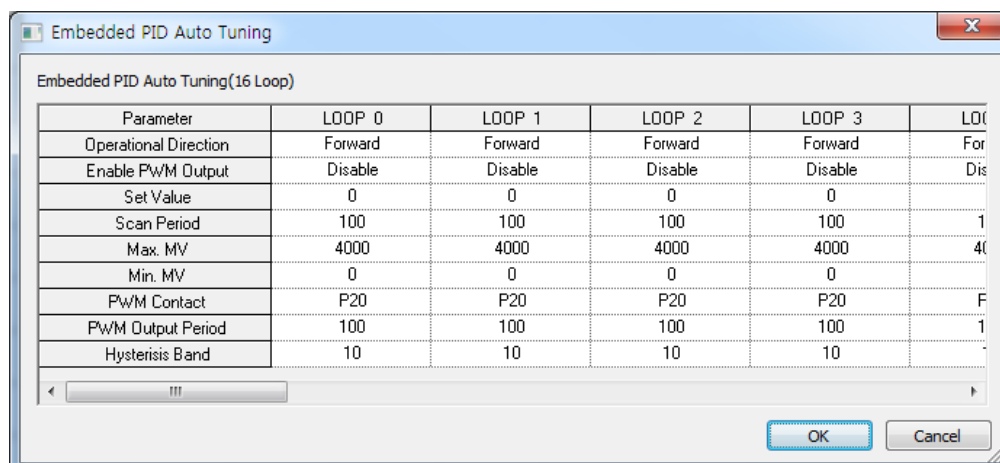 Embedded PID Auto Tuning
Embedded PID Auto Tuning(16 Loop)
Parameter LOOP 0 LOOP 1 LOOP 2 LOOP 3
Operational Direction Forward Forward Forward Forward
Enable PWM Output Disable Disable Disable Disable
Set Value 0 0 0 0
Scan Period 100 100 100 100
Max. MV 4000 4000 4000 4000
Min. MV 0 0 0 0
PWM Contact P20 P20 P20 P20
PWM Output Period 100 100 100 100
Hysterisis Band 10 10 10 10
OK Cancel